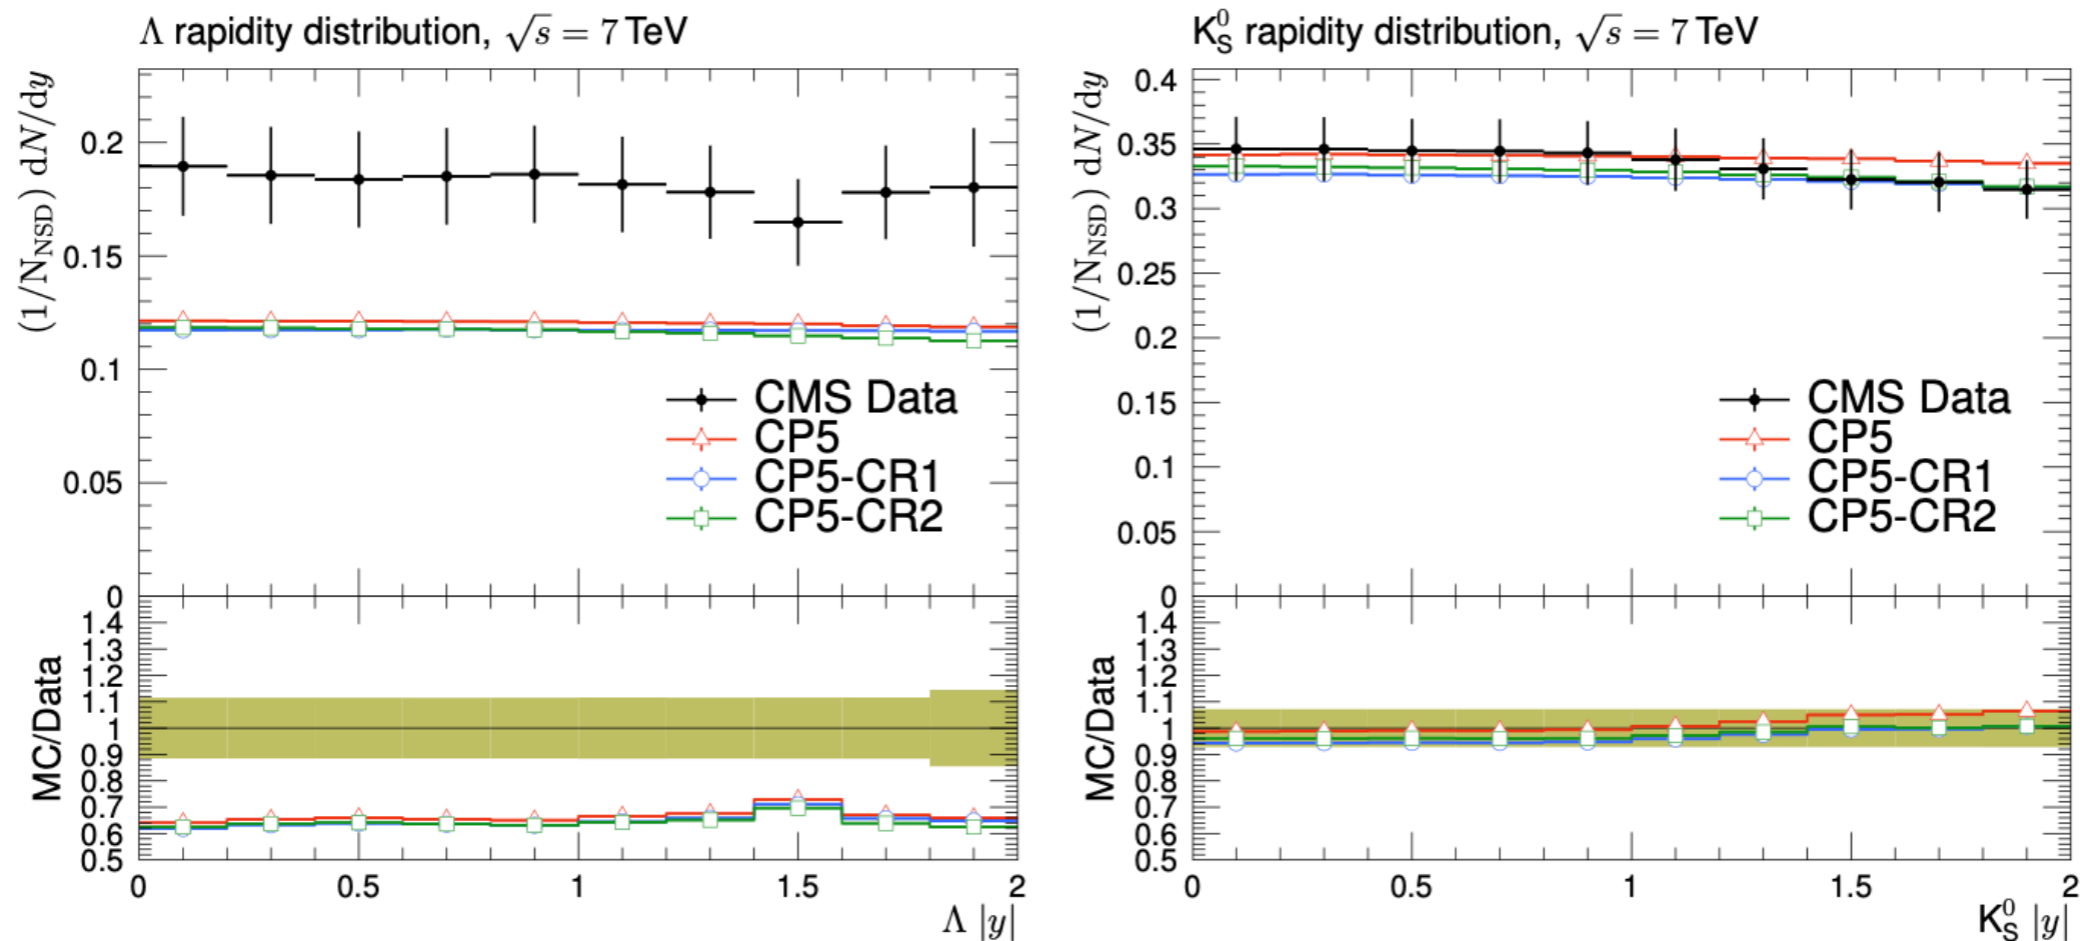 Λ rapidity distribution, √s = 7 TeV
(1/N_NSD) dN/dy
0.2
0.15
0.1
0.05
0
CMS Data
CP5
CP5-CR1
CP5-CR2
MC/Data
1.4
1.3
1.2
1.1
1
0.9
0.8
0.7
0.6
0.5
0 0.5 1 1.5 2
Λ |y|
K⁰_S rapidity distribution, √s = 7 TeV
(1/N_NSD) dN/dy
0.4
0.35
0.3
0.25
0.2
0.15
0.1
0.05
0
CMS Data
CP5
CP5-CR1
CP5-CR2
MC/Data
1.4
1.3
1.2
1.1
1
0.9
0.8
0.7
0.6
0.5
0 0.5 1 1.5 2
K⁰_S |y|